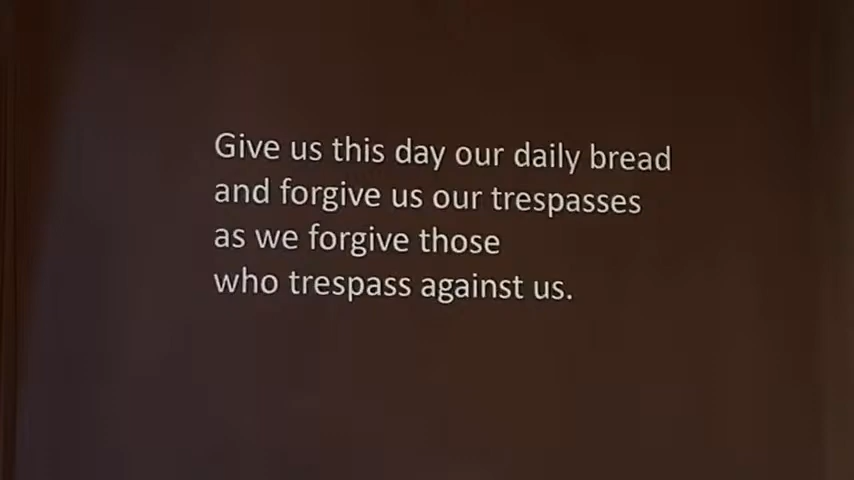 Give us this day our daily bread
and forgive us our trespasses
as we forgive those
who trespass against us.